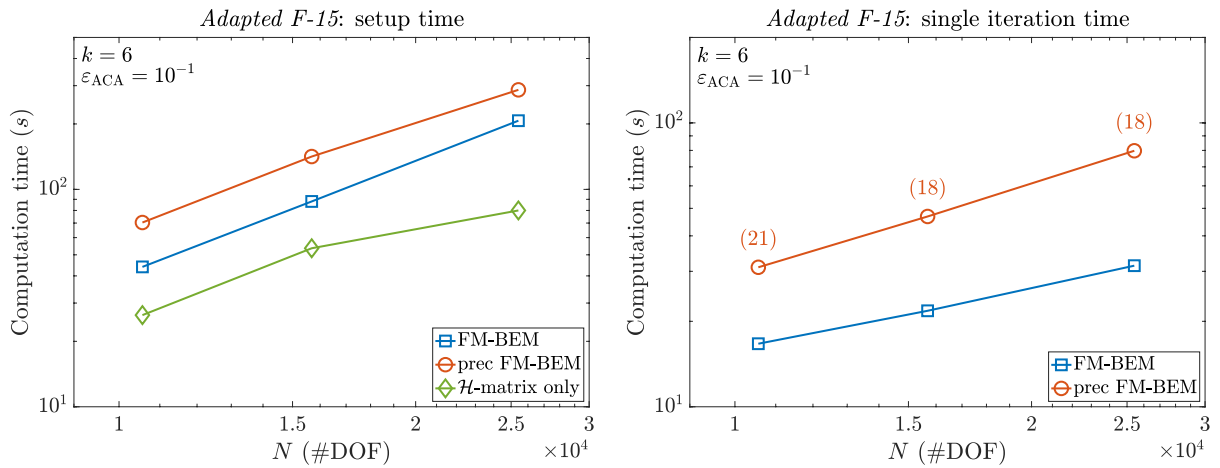 Adapted F-15: setup time
k = 6
ε_ACA = 10^{-1}
Computation time (s)
10^2
10^1
FM-BEM
prec FM-BEM
ℋ-matrix only
1 1.5 2 2.5 3
×10^4
N (#DOF)
Adapted F-15: single iteration time
k = 6
ε_ACA = 10^{-1}
Computation time (s)
10^2
10^1
(21)
(18)
(18)
FM-BEM
prec FM-BEM
1 1.5 2 2.5 3
×10^4
N (#DOF)